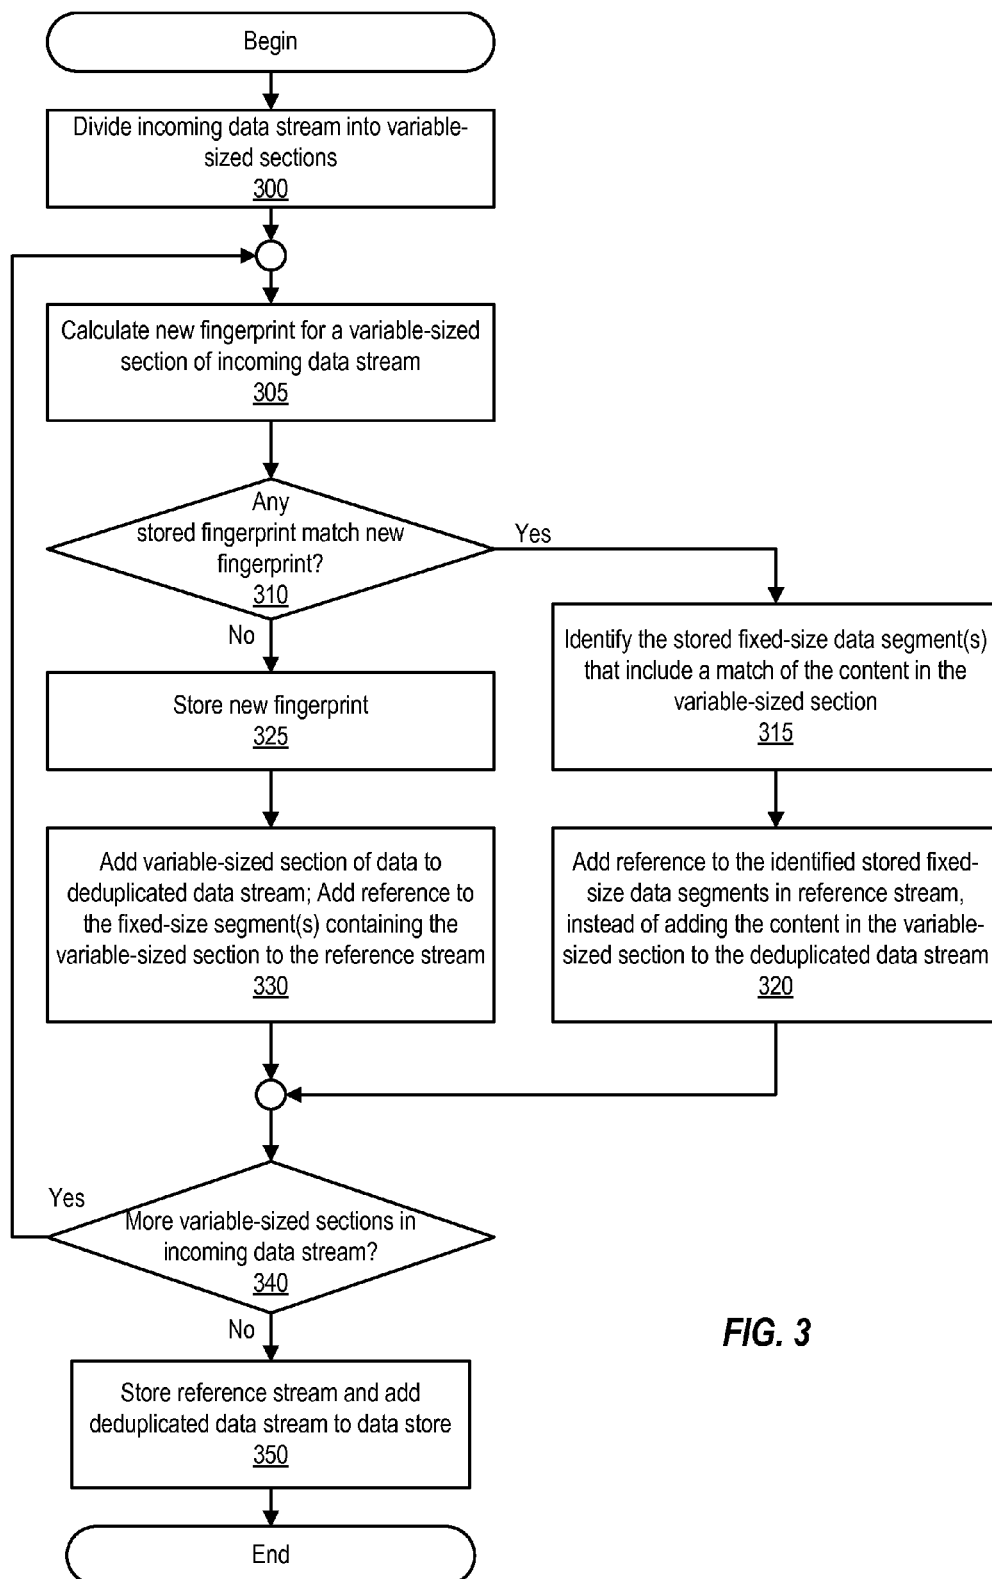 Begin
Divide incoming data stream into variable-
sized sections
300
Calculate new fingerprint for a variable-sized
section of incoming data stream
305
Any
stored fingerprint match new
fingerprint?
310
Yes
No
Identify the stored fixed-size data segment(s)
that include a match of the content in the
variable-sized section
315
Store new fingerprint
325
Add variable-sized section of data to
deduplicated data stream; Add reference to
the fixed-size segment(s) containing the
variable-sized section to the reference stream
330
Add reference to the identified stored fixed-
size data segments in reference stream,
instead of adding the content in the variable-
sized section to the deduplicated data stream
320
Yes
More variable-sized sections in
incoming data stream?
340
No
FIG. 3
Store reference stream and add
deduplicated data stream to data store
350
End